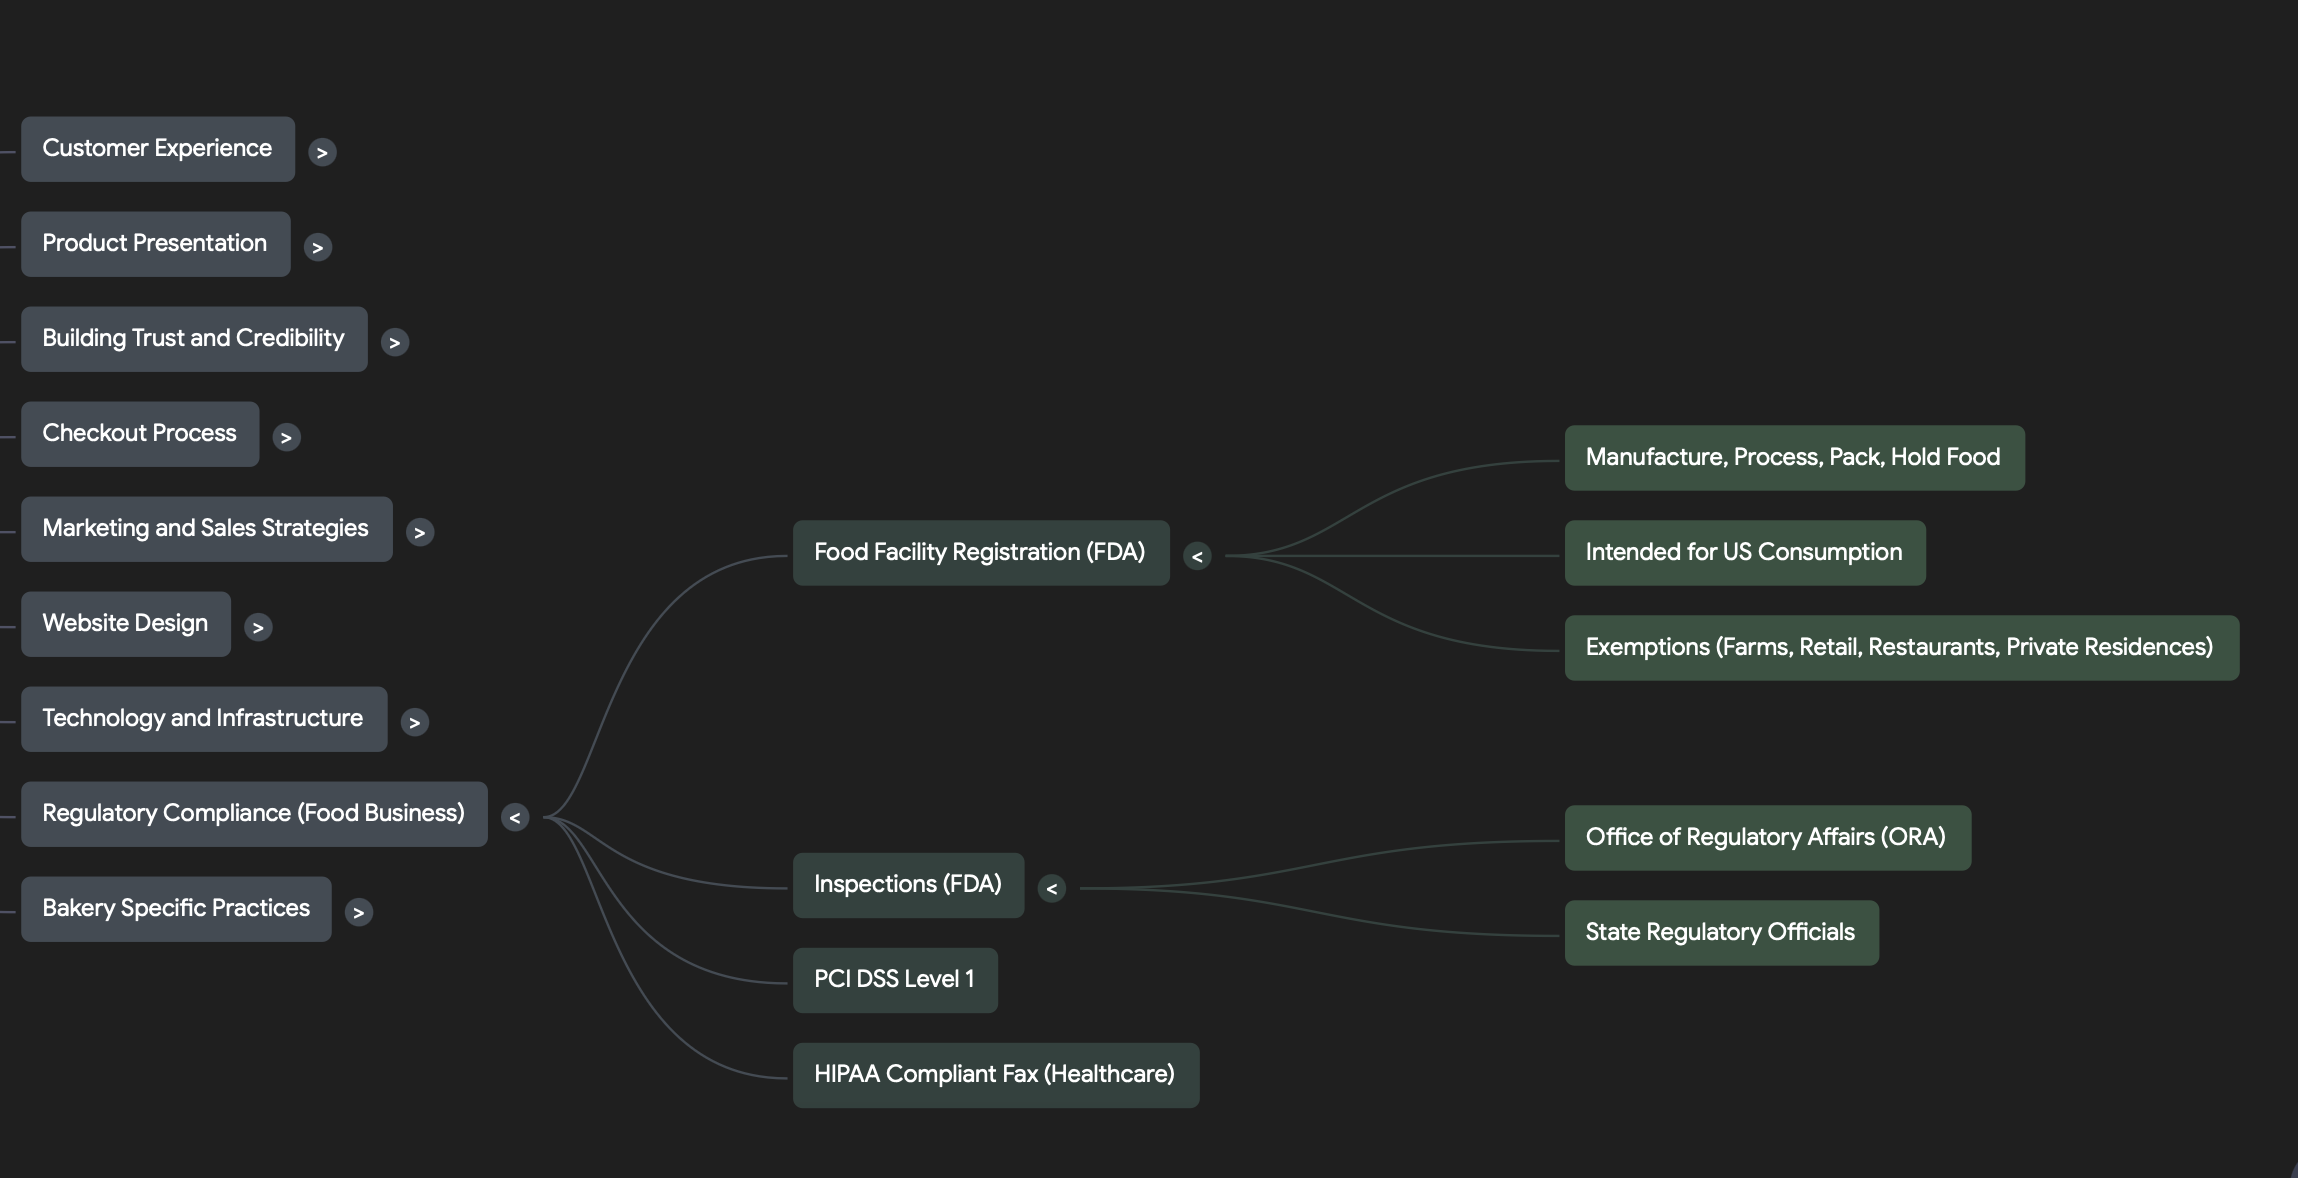 Customer Experience >
Product Presentation >
Building Trust and Credibility >
Checkout Process >
Marketing and Sales Strategies >
Website Design >
Technology and Infrastructure >
Regulatory Compliance (Food Business) <
Bakery Specific Practices >
Food Facility Registration (FDA) <
Manufacture, Process, Pack, Hold Food
Intended for US Consumption
Exemptions (Farms, Retail, Restaurants, Private Residences)
Inspections (FDA) <
Office of Regulatory Affairs (ORA)
State Regulatory Officials
PCI DSS Level 1
HIPAA Compliant Fax (Healthcare)